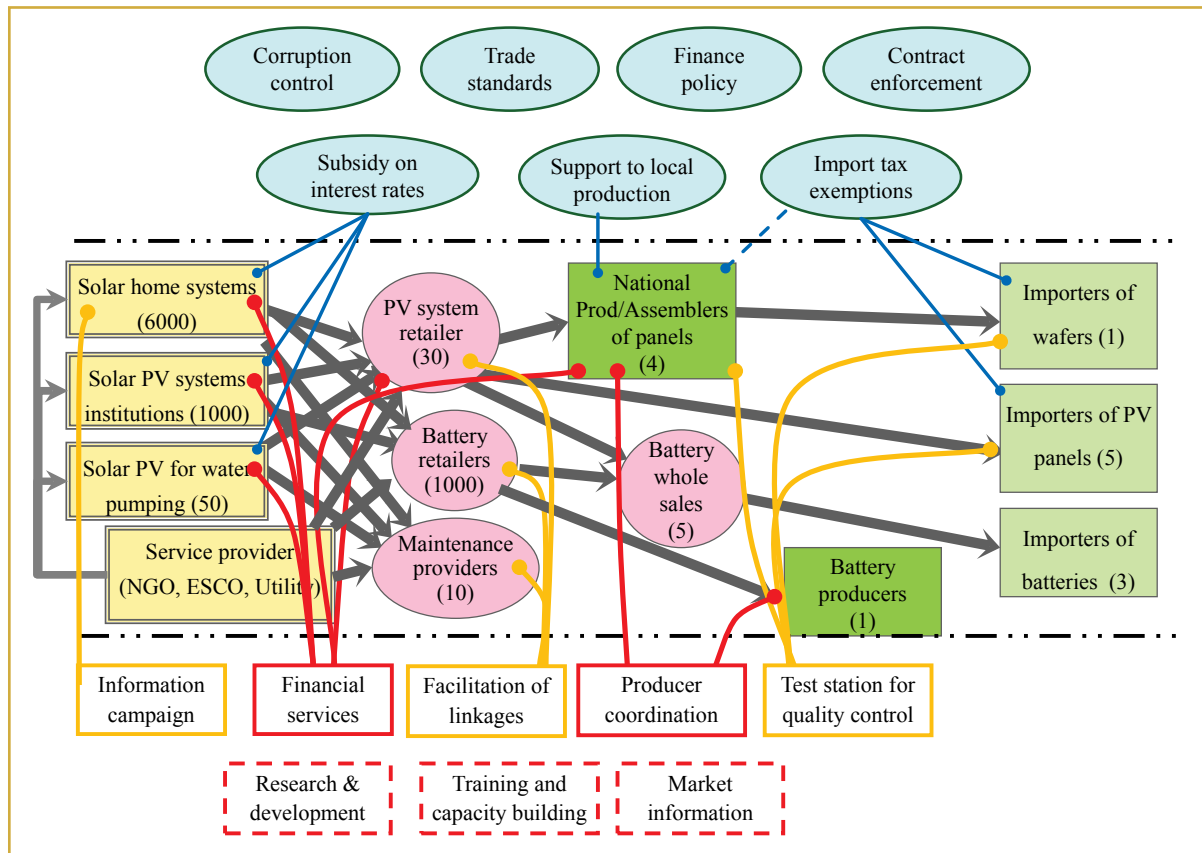 Corruption
control
Trade
standards
Finance
policy
Contract
enforcement
Subsidy on
interest rates
Support to local
production
Import tax
exemptions
Solar home systems
(6000)
Solar PV systems
institutions (1000)
Solar PV for water
pumping (50)
Service provider
(NGO, ESCO, Utility)
PV system
retailer
(30)
Battery
retailers
(1000)
Maintenance
providers
(10)
National
Prod/Assemblers
of panels
(4)
Battery
whole
sales
(5)
Battery
producers
(1)
Importers of
wafers (1)
Importers of PV
panels (5)
Importers of
batteries (3)
Information
campaign
Financial
services
Facilitation of
linkages
Producer
coordination
Test station for
quality control
Research &
development
Training and
capacity building
Market
information